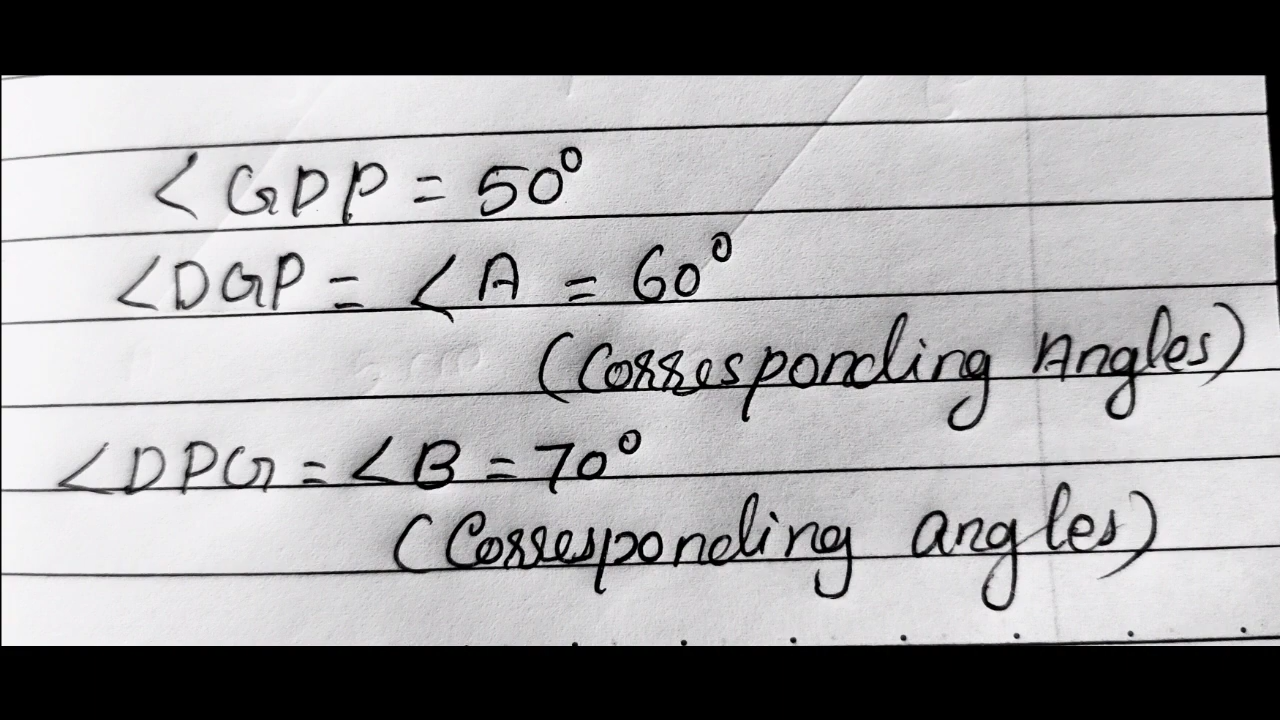 ∠GDP = 50°
∠DGP = ∠A = 60°
(Corresponding Angles)
∠DPG = ∠B = 70°
(Corresponding angles)